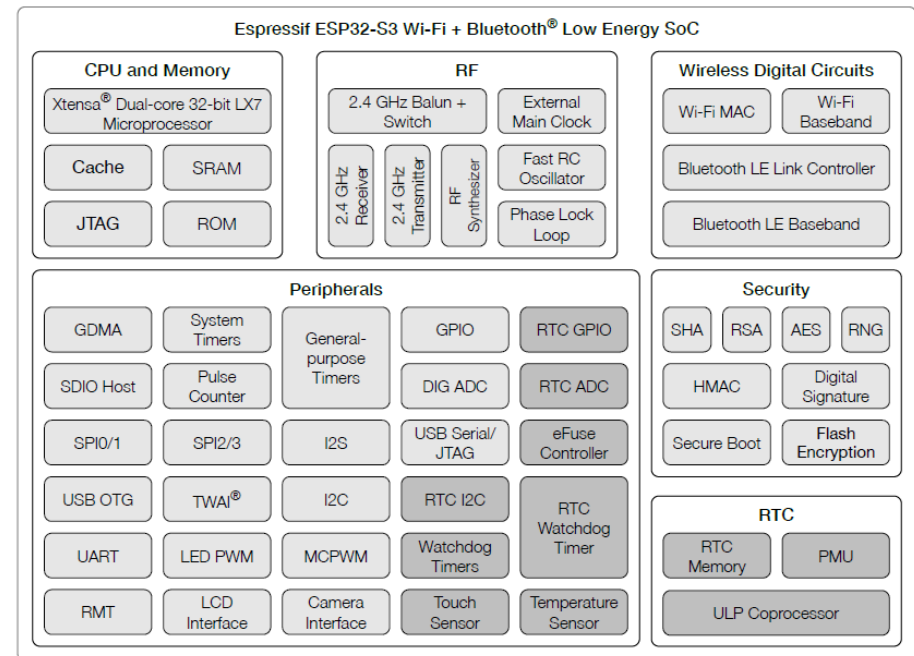 Espressif ESP32-S3 Wi-Fi + Bluetooth® Low Energy SoC
CPU and Memory
Xtensa® Dual-core 32-bit LX7
Microprocessor
Cache
SRAM
JTAG
ROM
RF
2.4 GHz Balun +
Switch
External
Main Clock
2.4 GHz
Receiver
2.4 GHz
Transmitter
RF
Synthesizer
Fast RC
Oscillator
Phase Lock
Loop
Wireless Digital Circuits
Wi-Fi MAC
Wi-Fi
Baseband
Bluetooth LE Link Controller
Bluetooth LE Baseband
Peripherals
GDMA
System
Timers
General-
purpose
Timers
GPIO
RTC GPIO
SDIO Host
Pulse
Counter
DIG ADC
RTC ADC
SPI0/1
SPI2/3
I2S
USB Serial/
JTAG
eFuse
Controller
USB OTG
TWAI®
I2C
RTC I2C
RTC
Watchdog
Timer
UART
LED PWM
MCPWM
Watchdog
Timers
RMT
LCD
Interface
Camera
Interface
Touch
Sensor
Temperature
Sensor
Security
SHA
RSA
AES
RNG
HMAC
Digital
Signature
Secure Boot
Flash
Encryption
RTC
RTC
Memory
PMU
ULP Coprocessor